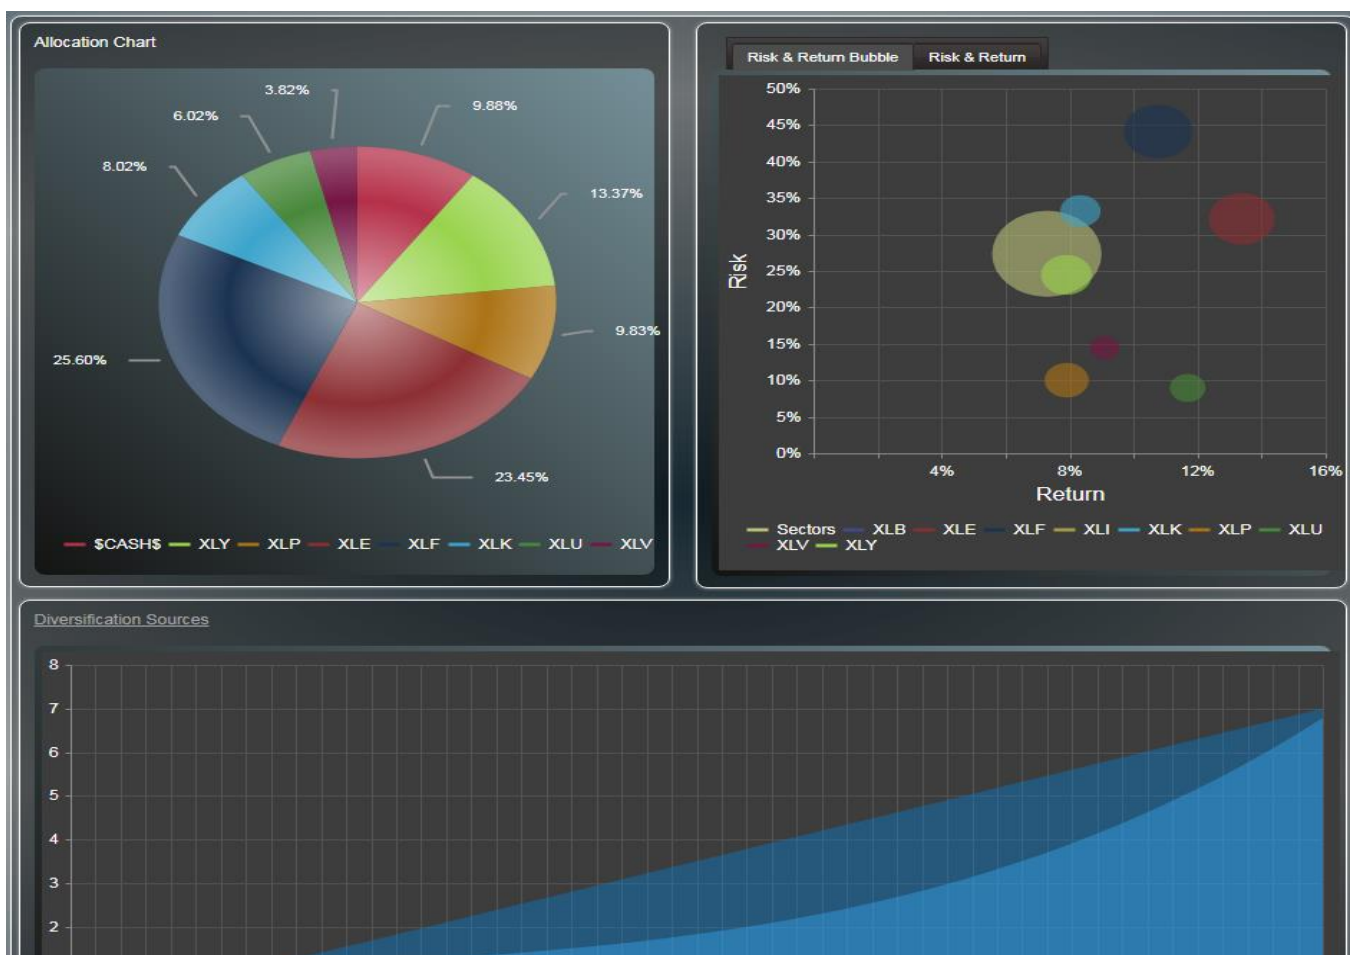 Allocation Chart
3.82%
9.88%
6.02%
8.02%
13.37%
9.83%
25.60%
23.45%
$CASH$ XLY XLP XLE XLF XLK XLU XLV
Risk & Return Bubble Risk & Return
50%
45%
40%
35%
30%
25%
20%
15%
10%
5%
0%
Risk
4% 8% 12% 16%
Return
Sectors XLB XLE XLF XLI XLK XLP XLU
XLV XLY
Diversification Sources
8
7
6
5
4
3
2